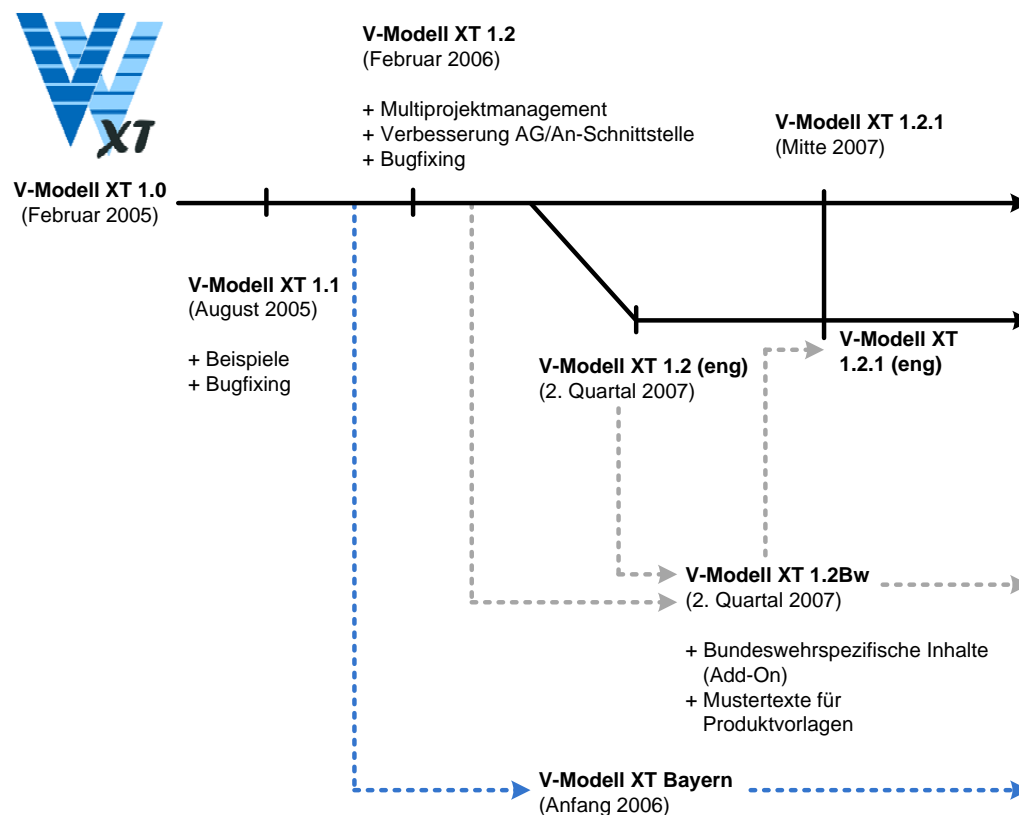 XT
V-Modell XT 1.0
(Februar 2005)
V-Modell XT 1.1
(August 2005)
+ Beispiele
+ Bugfixing
V-Modell XT 1.2
(Februar 2006)
+ Multiprojektmanagement
+ Verbesserung AG/An-Schnittstelle
+ Bugfixing
V-Modell XT 1.2.1
(Mitte 2007)
V-Modell XT 1.2 (eng)
(2. Quartal 2007)
V-Modell XT
1.2.1 (eng)
V-Modell XT 1.2Bw
(2. Quartal 2007)
+ Bundeswehrspezifische Inhalte
(Add-On)
+ Mustertexte für
Produktvorlagen
V-Modell XT Bayern
(Anfang 2006)